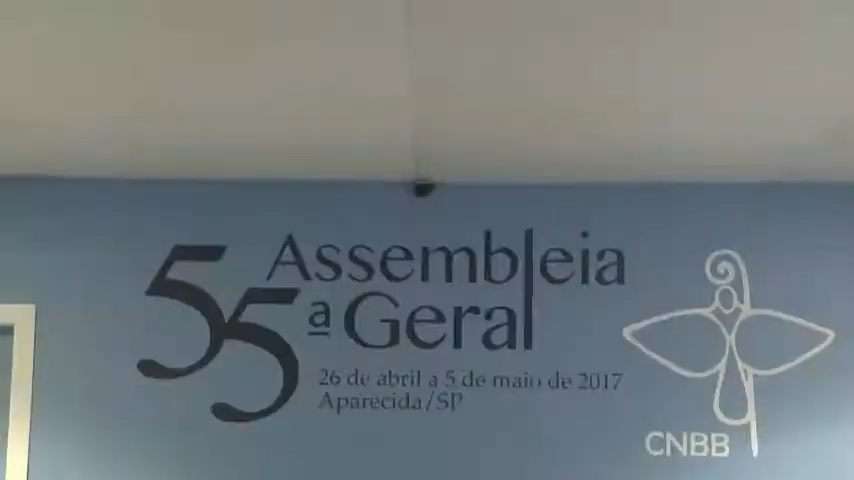 55ª Assembleia
Geral
26 de abril a 5 de maio de 2017
Aparecida/SP
CNBB